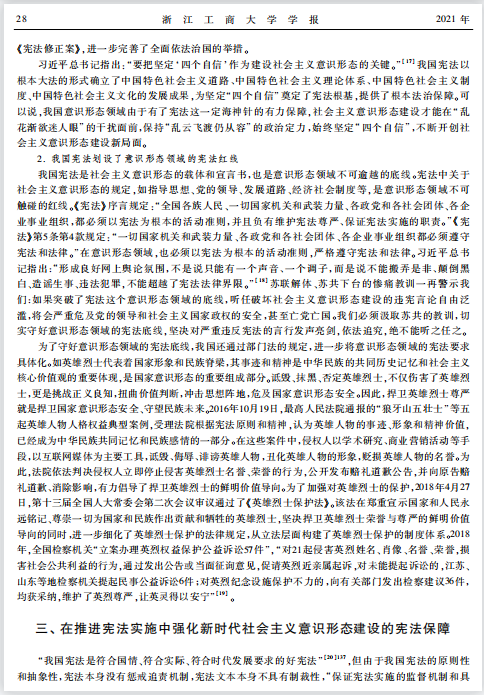 28
浙江工商大学学报
2021 年
《宪法修正案》,进一步完善了全面依法治国的举措。
习近平总书记指出:“要把坚定‘四个自信’作为建设社会主义意识形态的关键。”[17]我国宪法以
根本大法的形式确立了中国特色社会主义道路、中国特色社会主义理论体系、中国特色社会主义制
度、中国特色社会主义文化的发展成果,为坚定“四个自信”奠定了宪法根基,提供了根本法治保障。可
以说,我国意识形态领域由于有了宪法这一定海神针的有力保障,社会主义意识形态建设才能在“乱
花渐欲迷人眼”的干扰面前,保持“乱云飞渡仍从容”的政治定力,始终坚定“四个自信”,不断开创社
会主义意识形态建设新局面。
2. 我国宪法划设了意识形态领域的宪法红线
我国宪法是社会主义意识形态的载体和宣言书,也是意识形态领域不可逾越的底线。宪法中关于
社会主义意识形态的规定,如指导思想、党的领导、发展道路、经济社会制度等,是意识形态领域不可
触碰的红线。《宪法》序言规定:“全国各族人民、一切国家机关和武装力量、各政党和各社会团体、各企
业事业组织,都必须以宪法为根本的活动准则,并且负有维护宪法尊严、保证宪法实施的职责。”《宪
法》第5条第4款规定:“一切国家机关和武装力量、各政党和各社会团体、各企业事业组织都必须遵守
宪法和法律。”在意识形态领域,也必须以宪法为根本的活动准则,严格遵守宪法和法律。习近平总书
记指出:“形成良好网上舆论氛围,不是说只能有一个声音、一个调子,而是说不能搬弄是非、颠倒黑
白、造谣生事、违法犯罪,不能超越了宪法法律界限。”[18]苏联解体、苏共下台的惨痛教训一再警示我
们:如果突破了宪法这个意识形态领域的底线,听任破坏社会主义意识形态建设的违宪言论自由泛
滥,将会严重危及党的领导和社会主义国家政权的安全,甚至亡党亡国。我们必须汲取苏共的教训,切
实守好意识形态领域的宪法底线,坚决对严重违反宪法的言行发声亮剑,依法追究,绝不能听之任之。
为了守好意识形态领域的宪法底线,我国还通过部门法的规定,进一步将意识形态领域的宪法要求
具体化。如英雄烈士代表着国家形象和民族脊梁,其事迹和精神是中华民族的共同历史记忆和社会主义
核心价值观的重要体现,是国家意识形态的重要组成部分。诋毁、抹黑、否定英雄烈士,不仅伤害了英雄烈
士,更是挑战正义良知,扭曲价值判断,冲击思想阵地,危及国家意识形态安全。因此,捍卫英雄烈士尊严
就是捍卫国家意识形态安全、守望民族未来。2016年10月19日,最高人民法院通报的“狼牙山五壮士”等五
起英雄人物人格权益典型案例,受理法院根据宪法原则和精神,认为英雄人物的事迹、形象和精神价值,
已经成为中华民族共同记忆和民族感情的一部分。在这些案件中,侵权人以学术研究、商业营销活动等手
段,以互联网媒体为主要工具,诋毁、侮辱、诽谤英雄人物,丑化英雄人物的形象,贬损英雄人物的名誉。为
此,法院依法判决侵权人立即停止侵害英雄烈士名誉、荣誉的行为,公开发布赔礼道歉公告,并向原告赔
礼道歉、消除影响,有力倡导了捍卫英雄烈士的鲜明价值导向。为了加强对英雄烈士的保护,2018年4月27
日,第十三届全国人大常委会第二次会议审议通过了《英雄烈士保护法》。该法在郑重宣示国家和人民永
远铭记、尊崇一切为国家和民族作出贡献和牺牲的英雄烈士,坚决捍卫英雄烈士荣誉与尊严的鲜明价值
导向的同时,进一步细化了英雄烈士保护的法律规定,从立法层面构建了英雄烈士保护的制度体系。2018
年,全国检察机关“立案办理英烈权益保护公益诉讼57件”,“对21起侵害英烈姓名、肖像、名誉、荣誉,损
害社会公共利益的行为,通过发出公告或当面征询意见,促请英烈近亲属起诉,对未能提起诉讼的,江苏、
山东等地检察机关提起民事公益诉讼6件;对英烈纪念设施保护不力的,向有关部门发出检察建议36件,
均获采纳,维护了英烈尊严,让英灵得以安宁”[19]。
三、在推进宪法实施中强化新时代社会主义意识形态建设的宪法保障
“我国宪法是符合国情、符合实际、符合时代发展要求的好宪法”[20]137,但由于我国宪法的原则性
和抽象性,宪法本身没有惩戒追责机制,宪法文本本身不具有制裁性,“保证宪法实施的监督机制和具